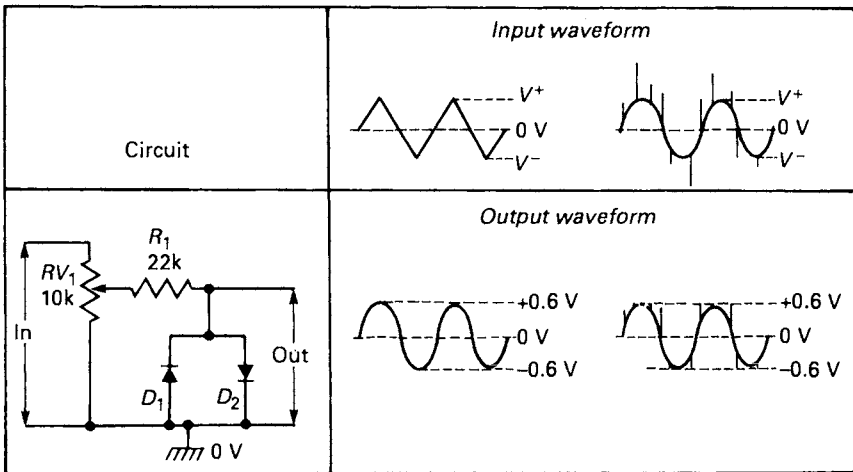 Input waveform
V+
0 V
V−
V+
0 V
V−
Circuit
Output waveform
R1
22k
RV1
10k
In
D1
D2
Out
0 V
+0.6 V
0 V
−0.6 V
+0.6 V
0 V
−0.6 V